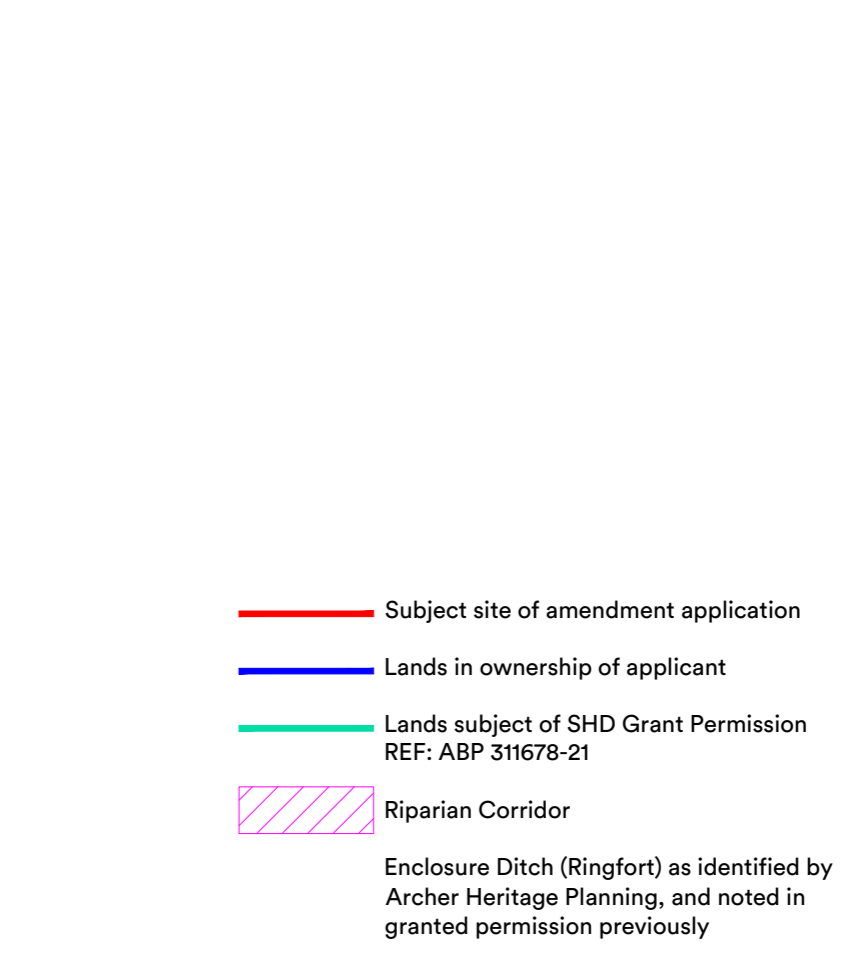 Subject site of amendment application
Lands in ownership of applicant
Lands subject of SHD Grant Permission
REF: ABP 311678-21
Riparian Corridor
Enclosure Ditch (Ringfort) as identified by
Archer Heritage Planning, and noted in
granted permission previously